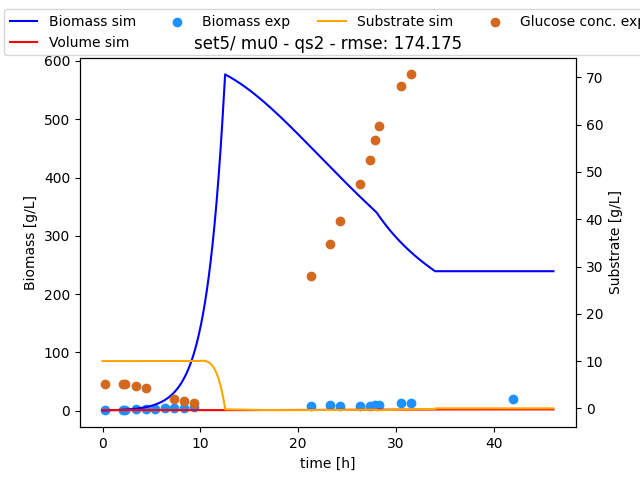 Biomass sim Biomass exp Substrate sim Glucose conc. exp
Volume sim
set5/ mu0 - qs2 - rmse: 174.175
600
500
400
300
200
100
0
Biomass [g/L]
70
60
50
40
30
20
10
0
Substrate [g/L]
0 10 20 30 40
time [h]